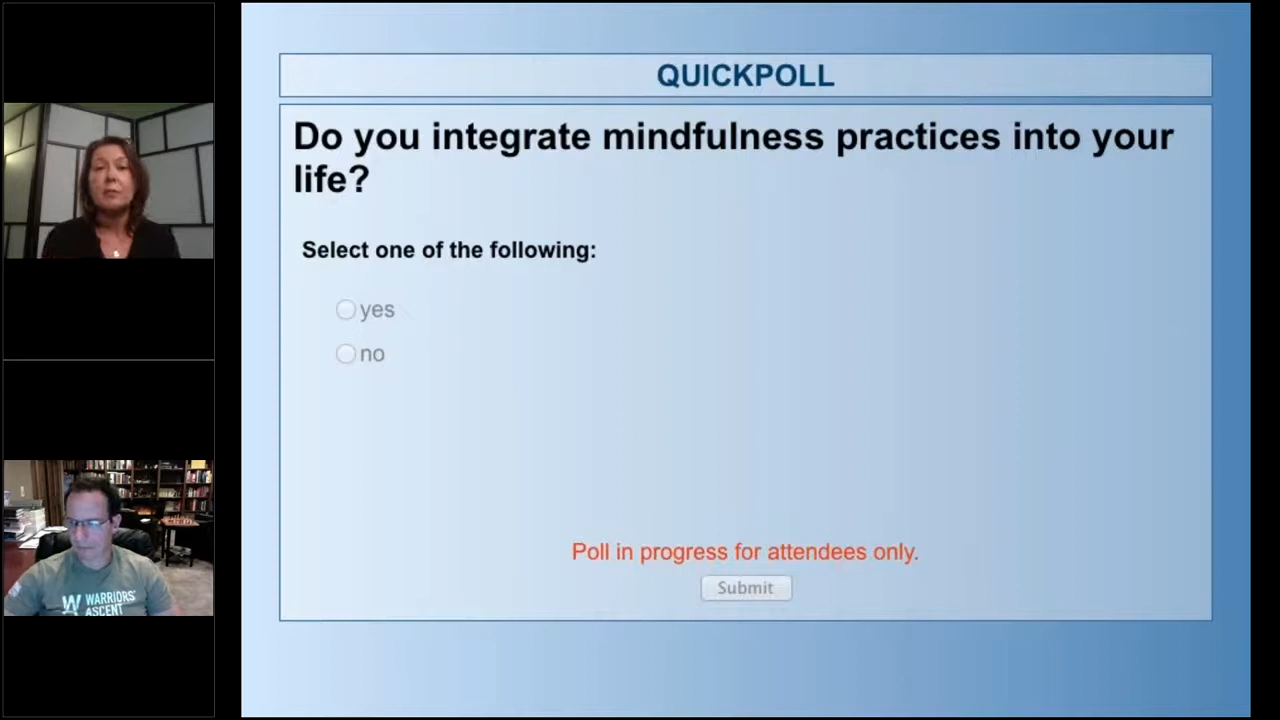 QUICKPOLL
Do you integrate mindfulness practices into your
life?
Select one of the following:
yes
no
Poll in progress for attendees only.
Submit
WARRIORS'
ASCENT